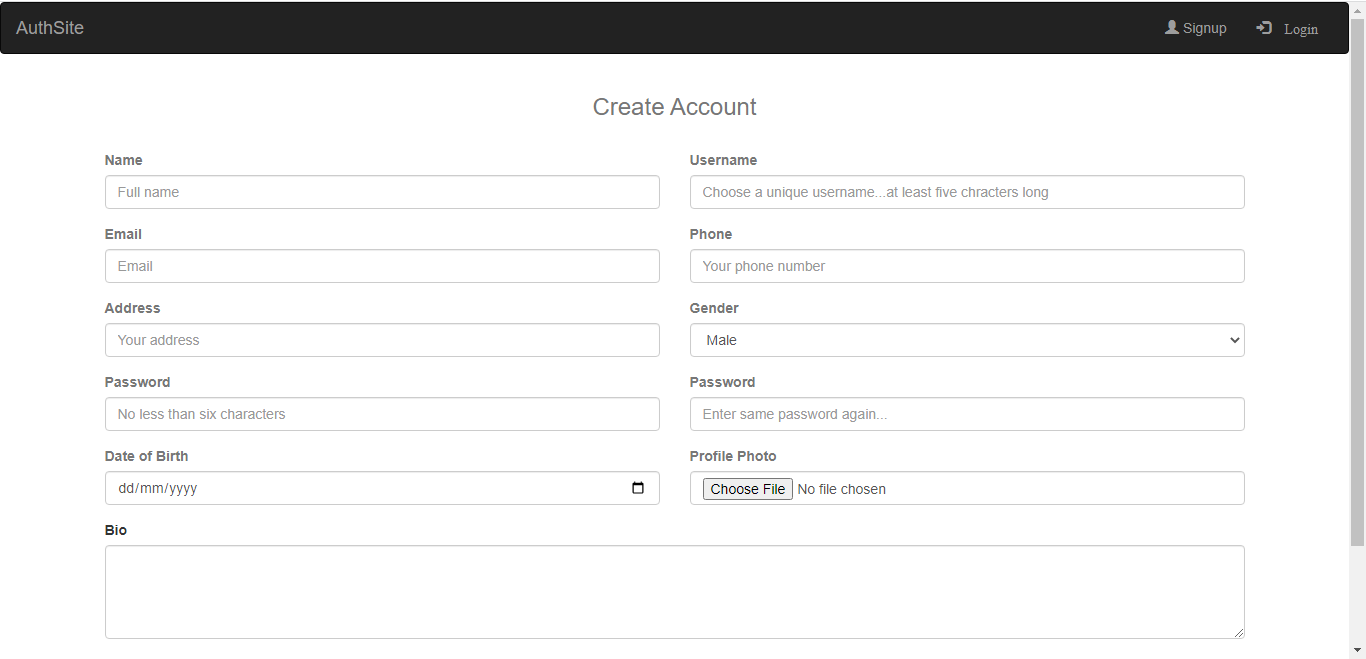 AuthSite Signup Login
Create Account
Name Username
Full name Choose a unique username...at least five chracters long
Email Phone
Email Your phone number
Address Gender
Your address Male
Password Password
No less than six characters Enter same password again...
Date of Birth Profile Photo
dd/mm/yyyy Choose File No file chosen
Bio